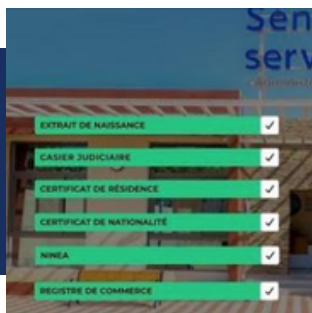 Sen
serv
EXTRAIT DE NAISSANCE
CASIER JUDICIAIRE
CERTIFICAT DE RÉSIDENCE
CERTIFICAT DE NATIONALITÉ
NINEA
REGISTRE DE COMMERCE